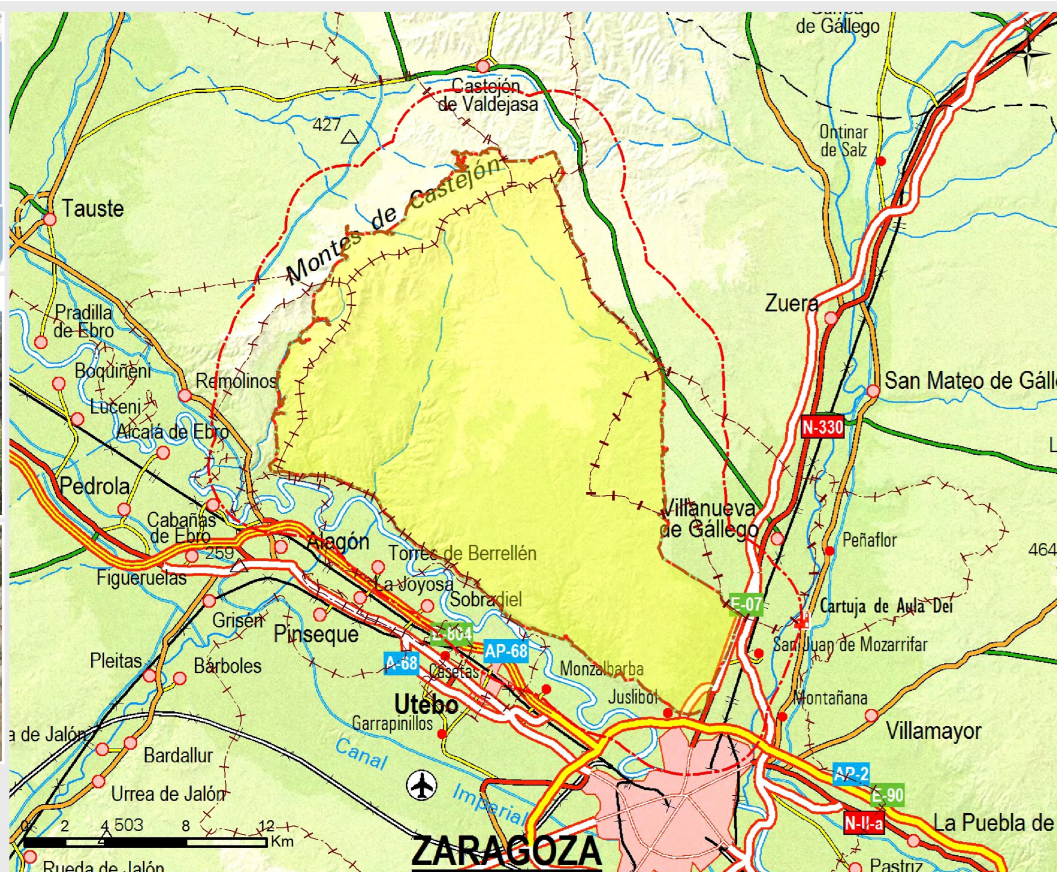 de Gállego
Castejón
de Valdejasa
427
Ontinar
de Salz
Tauste
Montes de Castejón
Zuera
Pradilla
de Ebro
Boquiñeni
Remolinos
San Mateo de Gálle
Luceni
Alcalá de Ebro
N-330
Pedrola
Villanueva
de Gállego
Cabañas
de Ebro
Alagón
Peñaflor
464
259
Torres de Berrellén
Figueruelas
La Joyosa
Sobradiel
E-07
Cartuja de Aula Dei
Grisén
Pinseque
E-804
San Juan de Mozarrifar
A-68
AP-68
Pleitas
Bárboles
Casetas
Monzalbarba
Utebo
Juslibol
Montañana
Garrapinillos
Villamayor
a de Jalón
Bardallur
Canal
Imperial
AP-2
E-90
Urrea de Jalón
N-II-a
La Puebla de
503
0 2 4 8 12
Km
ZARAGOZA
Rueda de Jalón
Pastriz